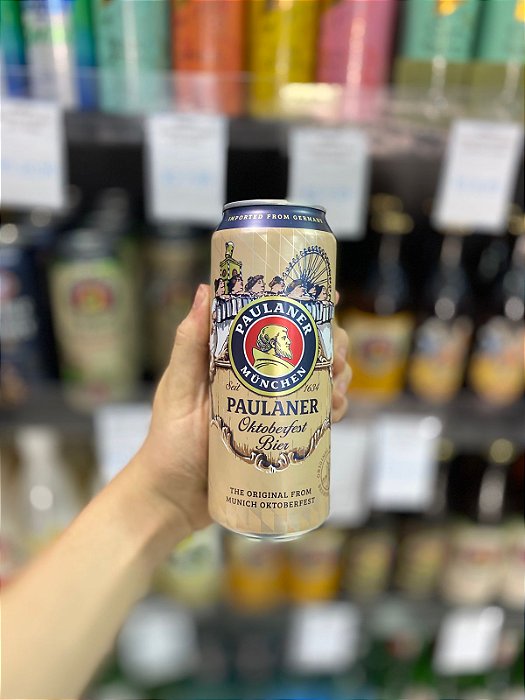 IMPORTED FROM GERMANY
PAULANER
MÜNCHEN
Seit 1634
PAULANER
Oktoberfest
Bier
THE ORIGINAL FROM
MUNICH OKTOBERFEST